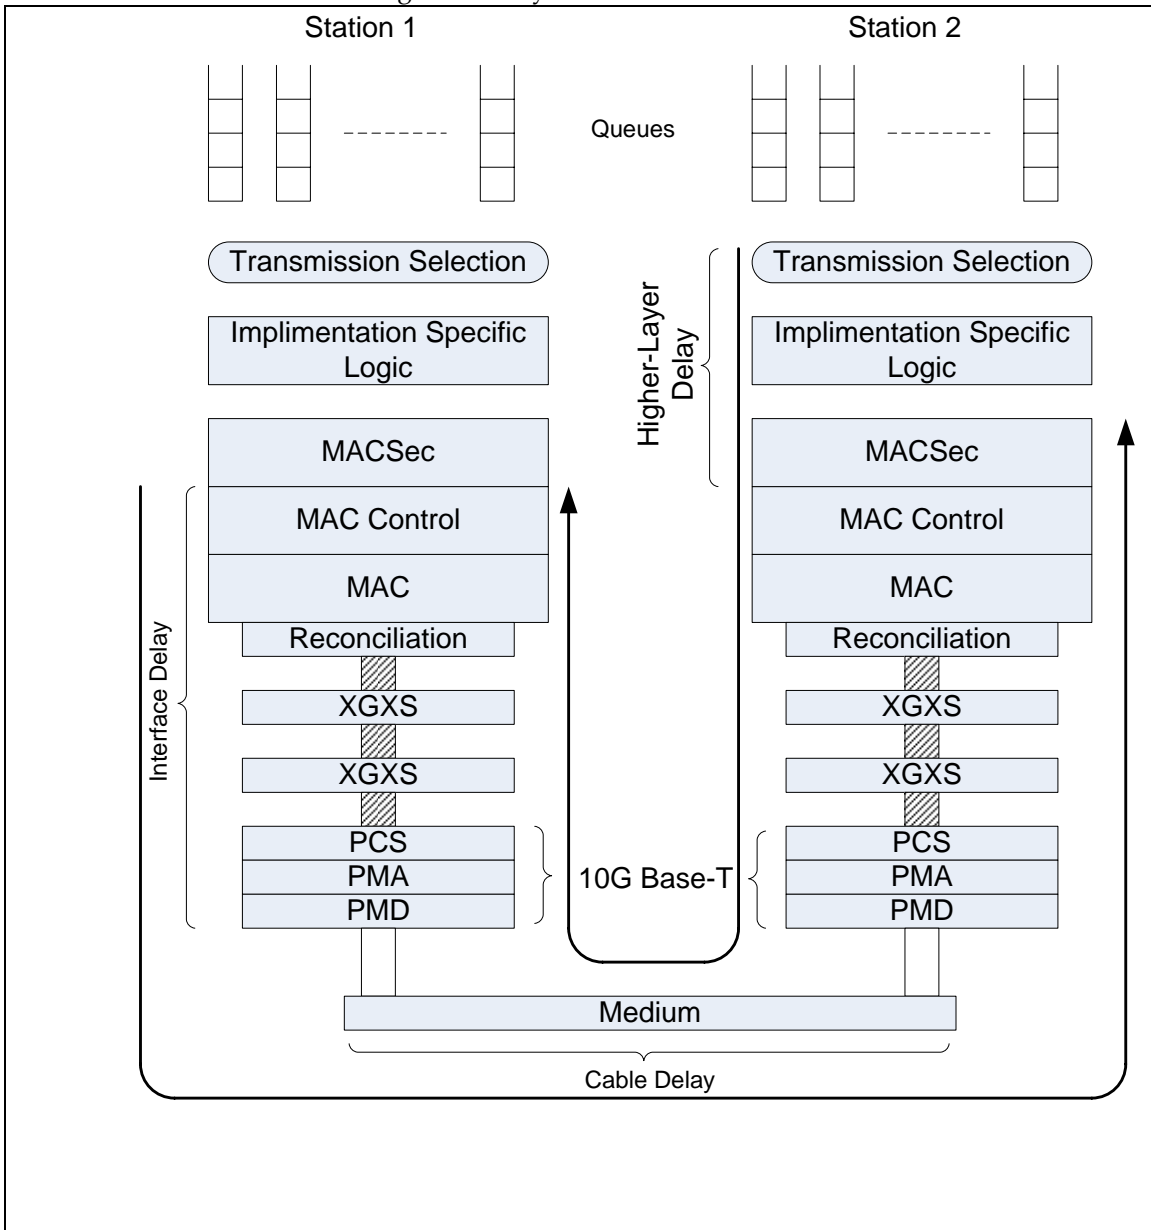 Station 1
Station 2
Queues
Transmission Selection
Transmission Selection
Implimentation Specific
Logic
Implimentation Specific
Logic
Higher-Layer
Delay
MACSec
MACSec
MAC Control
MAC Control
MAC
MAC
Interface Delay
Reconciliation
Reconciliation
XGXS
XGXS
XGXS
XGXS
PCS
PCS
PMA
10G Base-T
PMA
PMD
PMD
Medium
Cable Delay